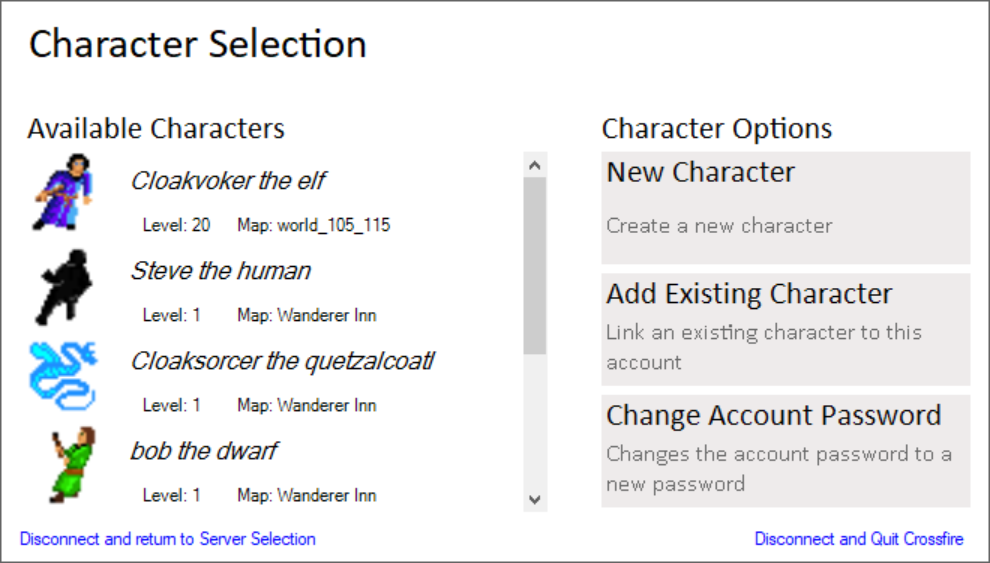 Character Selection
Available Characters
Cloakvoker the elf
Level: 20 Map: world_105_115
Steve the human
Level: 1 Map: Wanderer Inn
Cloaksorcer the quetzalcoatl
Level: 1 Map: Wanderer Inn
bob the dwarf
Level: 1 Map: Wanderer Inn
Character Options
New Character
Create a new character
Add Existing Character
Link an existing character to this
account
Change Account Password
Changes the account password to a
new password
Disconnect and return to Server Selection
Disconnect and Quit Crossfire